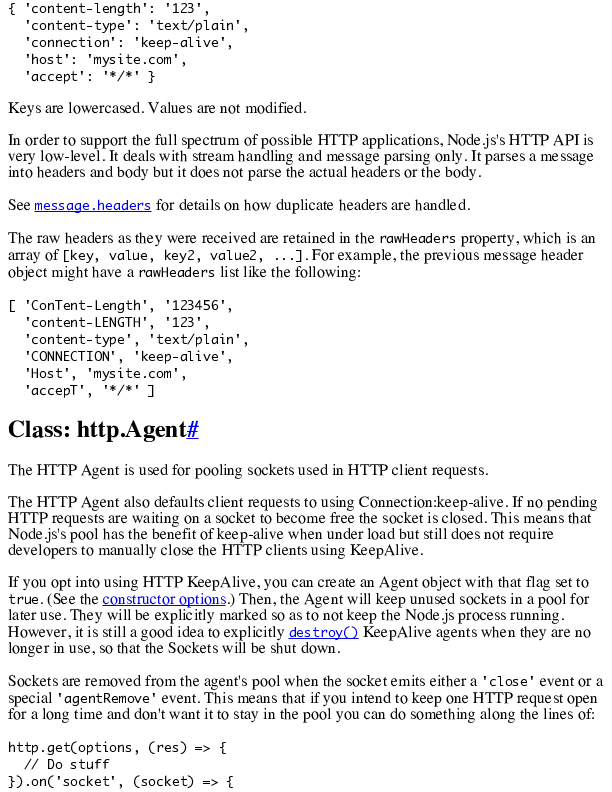 { 'content-length': '123',
  'content-type': 'text/plain',
  'connection': 'keep-alive',
  'host': 'mysite.com',
  'accept': '*/*' }
Keys are lowercased. Values are not modified.
In order to support the full spectrum of possible HTTP applications, Node.js's HTTP API is
very low-level. It deals with stream handling and message parsing only. It parses a message
into headers and body but it does not parse the actual headers or the body.
See message.headers for details on how duplicate headers are handled.
The raw headers as they were received are retained in the rawHeaders property, which is an
array of [key, value, key2, value2, ...]. For example, the previous message header
object might have a rawHeaders list like the following:
[ 'ConTent-Length', '123456',
  'content-LENGTH', '123',
  'content-type', 'text/plain',
  'CONNECTION', 'keep-alive',
  'Host', 'mysite.com',
  'accepT', '*/*' ]
Class: http.Agent#
The HTTP Agent is used for pooling sockets used in HTTP client requests.
The HTTP Agent also defaults client requests to using Connection:keep-alive. If no pending
HTTP requests are waiting on a socket to become free the socket is closed. This means that
Node.js's pool has the benefit of keep-alive when under load but still does not require
developers to manually close the HTTP clients using KeepAlive.
If you opt into using HTTP KeepAlive, you can create an Agent object with that flag set to
true. (See the constructor options.) Then, the Agent will keep unused sockets in a pool for
later use. They will be explicitly marked so as to not keep the Node.js process running.
However, it is still a good idea to explicitly destroy() KeepAlive agents when they are no
longer in use, so that the Sockets will be shut down.
Sockets are removed from the agent's pool when the socket emits either a 'close' event or a
special 'agentRemove' event. This means that if you intend to keep one HTTP request open
for a long time and don't want it to stay in the pool you can do something along the lines of:
http.get(options, (res) => {
  // Do stuff
}).on('socket', (socket) => {